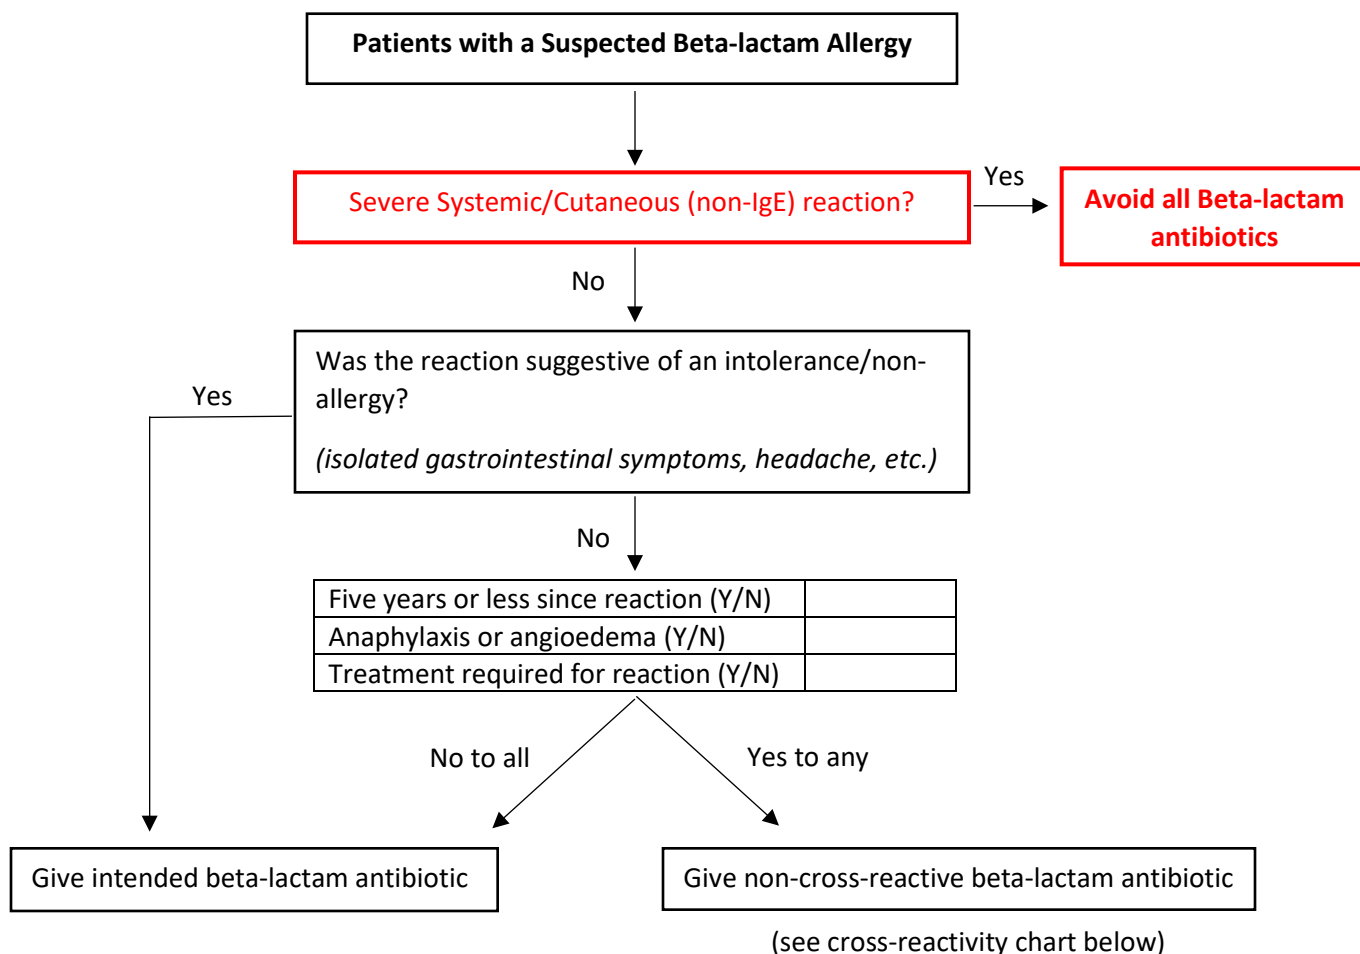 Patients with a Suspected Beta-lactam Allergy
Severe Systemic/Cutaneous (non-IgE) reaction?
Yes
Avoid all Beta-lactam
antibiotics
No
Was the reaction suggestive of an intolerance/non-
allergy?
(isolated gastrointestinal symptoms, headache, etc.)
Yes
No
Five years or less since reaction (Y/N)
Anaphylaxis or angioedema (Y/N)
Treatment required for reaction (Y/N)
No to all
Yes to any
Give intended beta-lactam antibiotic
Give non-cross-reactive beta-lactam antibiotic
(see cross-reactivity chart below)